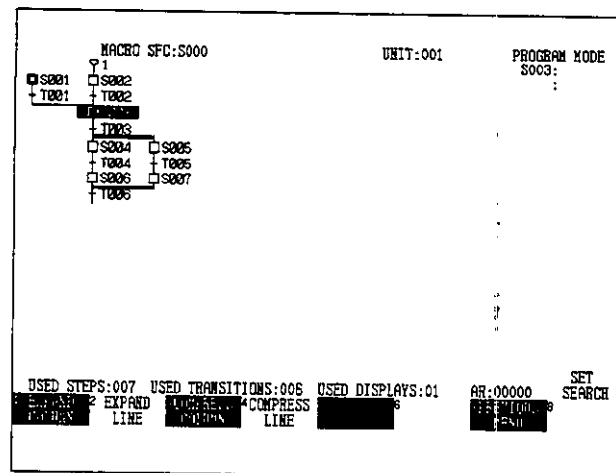 MACRO SFC:S000 UNIT:001 PROGRAM MODE
1 S003:
S001 S002 :
T001 T002
T003
S004 S005
T004 T005
S006 S007
T006
SET
USED STEPS:007 USED TRANSITIONS:006 USED DISPLAYS:01 AR:00000 SEARCH
2 EXPAND 4 COMPRESS 6 8
LINE COLUMN LINE END